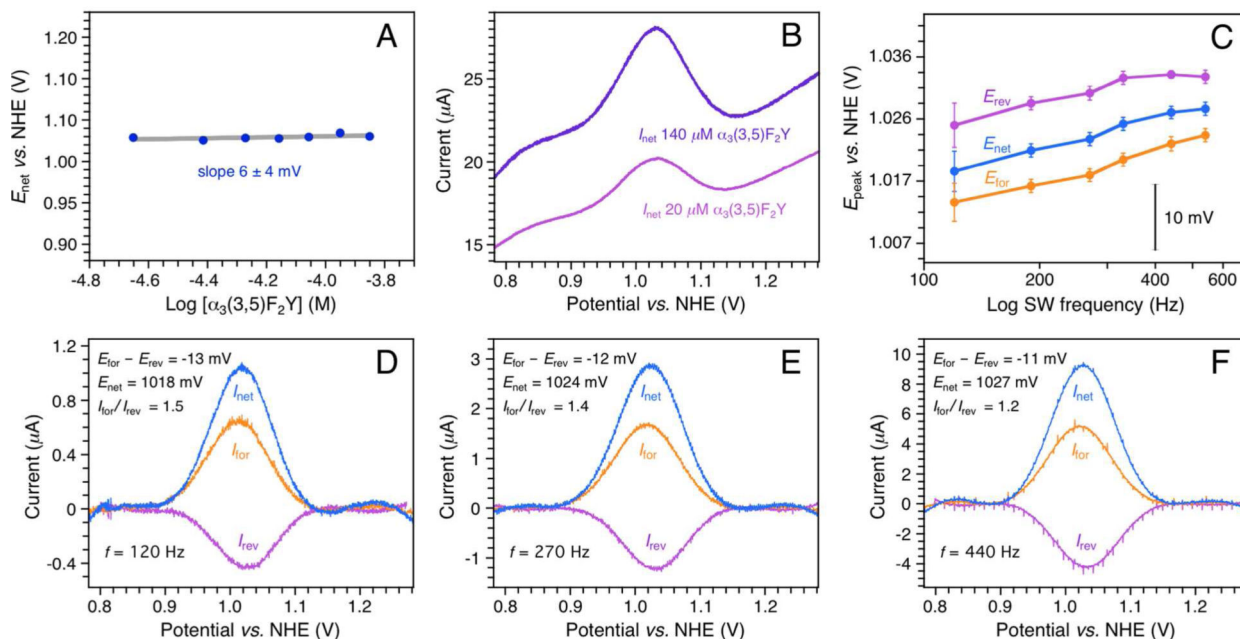 A
E_net vs. NHE (V)
1.20
1.10
1.10
1.00
0.95
0.90
slope 6 ± 4 mV
-4.8
-4.6
-4.4
-4.2
-4.0
-3.8
Log [α₃(3,5)F₂Y] (M)
B
Current (µA)
25
20
15
I_net 140 µM α₃(3,5)F₂Y
I_net 20 µM α₃(3,5)F₂Y
0.8
0.9
1.0
1.1
1.2
Potential vs. NHE (V)
C
E_peak vs. NHE (V)
1.036
1.026
1.017
1.007
E_rev
E_net
E_for
10 mV
100
200
400
600
Log SW frequency (Hz)
D
Current (µA)
1.2
0.8
0.4
0
-0.4
E_for − E_rev = -13 mV
E_net = 1018 mV
I_for/I_rev = 1.5
I_net
I_for
I_rev
f = 120 Hz
0.8
0.9
1.0
1.1
1.2
Potential vs. NHE (V)
E
Current (µA)
3
2
1
0
-1
E_for − E_rev = -12 mV
E_net = 1024 mV
I_for/I_rev = 1.4
I_net
I_for
I_rev
f = 270 Hz
0.8
0.9
1.0
1.1
1.2
Potential vs. NHE (V)
F
Current (µA)
10
8
6
4
2
0
-2
-4
E_for − E_rev = -11 mV
E_net = 1027 mV
I_for/I_rev = 1.2
I_net
I_for
I_rev
f = 440 Hz
0.8
0.9
1.0
1.1
1.2
Potential vs. NHE (V)